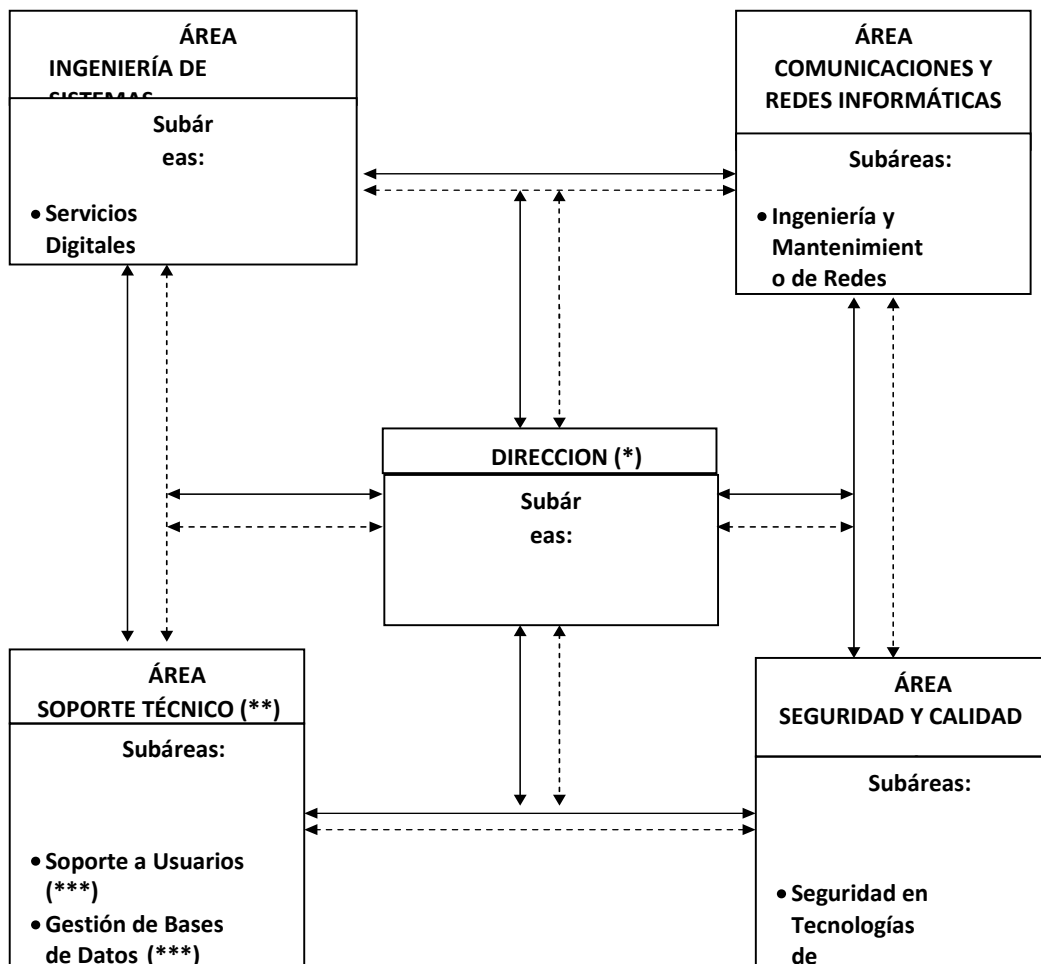 ÁREA
INGENIERÍA DE
SISTEMAS
Subár
eas:
• Servicios
Digitales
ÁREA
COMUNICACIONES Y
REDES INFORMÁTICAS
Subáreas:
• Ingeniería y
Mantenimient
o de Redes
DIRECCION (*)
Subár
eas:
ÁREA
SOPORTE TÉCNICO (**)
Subáreas:
• Soporte a Usuarios
(***)
• Gestión de Bases
de Datos (***)
ÁREA
SEGURIDAD Y CALIDAD
Subáreas:
• Seguridad en
Tecnologías
de